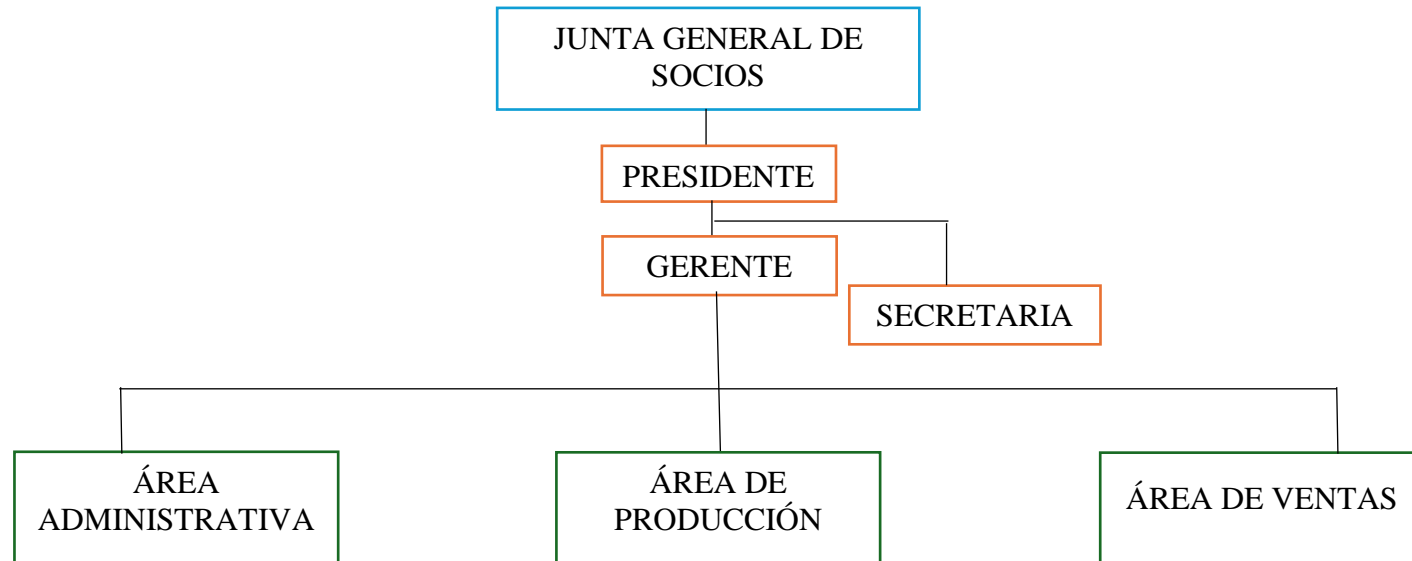 JUNTA GENERAL DE
SOCIOS
PRESIDENTE
GERENTE
SECRETARIA
ÁREA
ADMINISTRATIVA
ÁREA DE
PRODUCCIÓN
ÁREA DE VENTAS